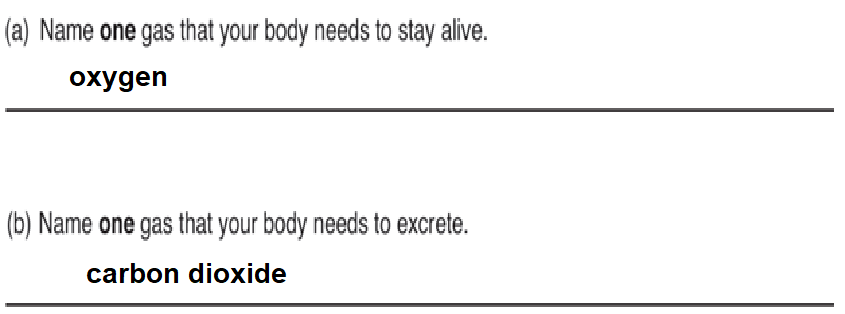 (a) Name one gas that your body needs to stay alive.
oxygen
(b) Name one gas that your body needs to excrete.
carbon dioxide